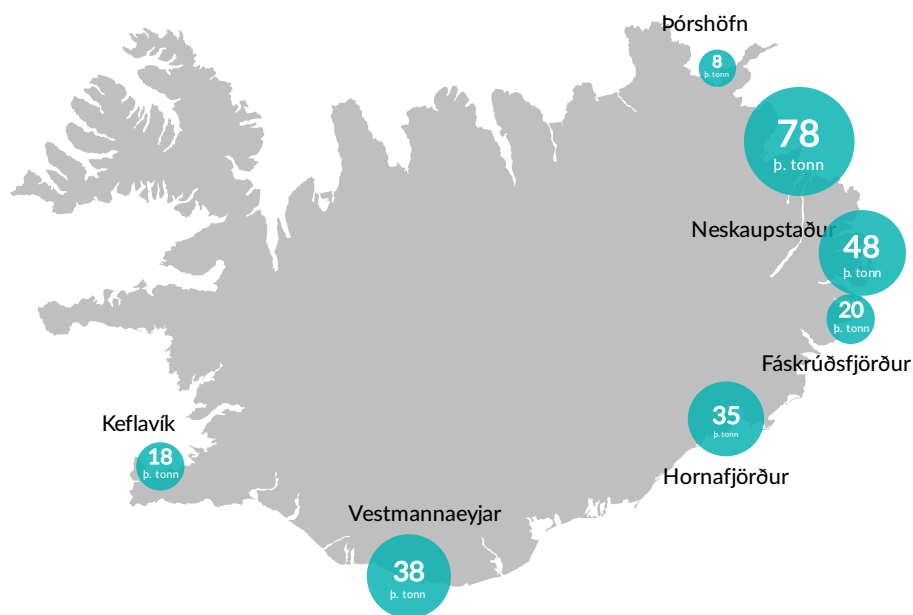 Þórshöfn
8
þ. tonn
78
þ. tonn
Neskaupstaður
48
þ. tonn
20
þ. tonn
Fáskrúðsfjörður
35
þ. tonn
Hornafjörður
Keflavík
18
þ. tonn
Vestmannaeyjar
38
þ. tonn